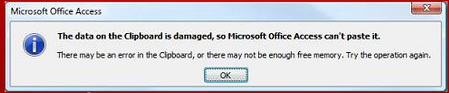 Microsoft Office Access
The data on the Clipboard is damaged, so Microsoft Office Access can't paste it.
There may be an error in the Clipboard, or there may not be enough free memory. Try the operation again.
OK